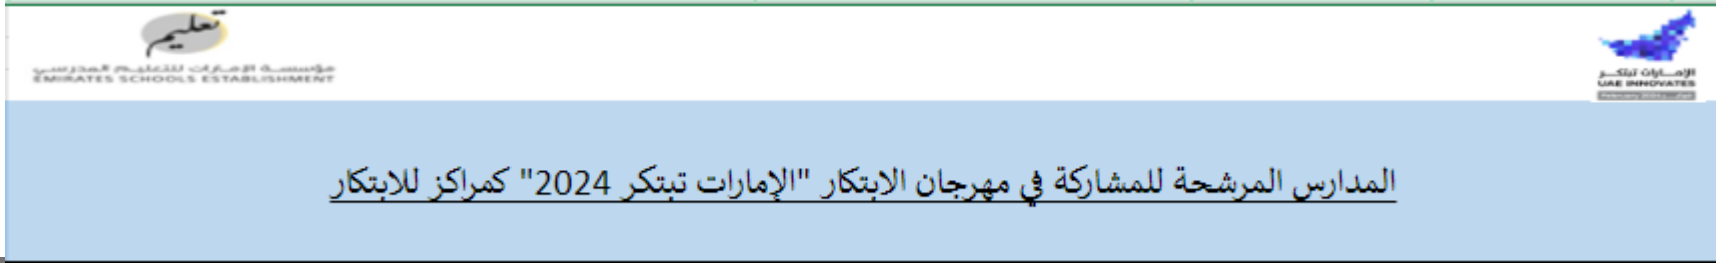 تعليم
مؤسسة الإمارات للتعليم المدرسي
EMIRATES SCHOOLS ESTABLISHMENT
الإمارات تبتكر
UAE INNOVATES
المدارس المرشحة للمشاركة في مهرجان الابتكار "الإمارات تبتكر 2024" كمراكز للابتكار